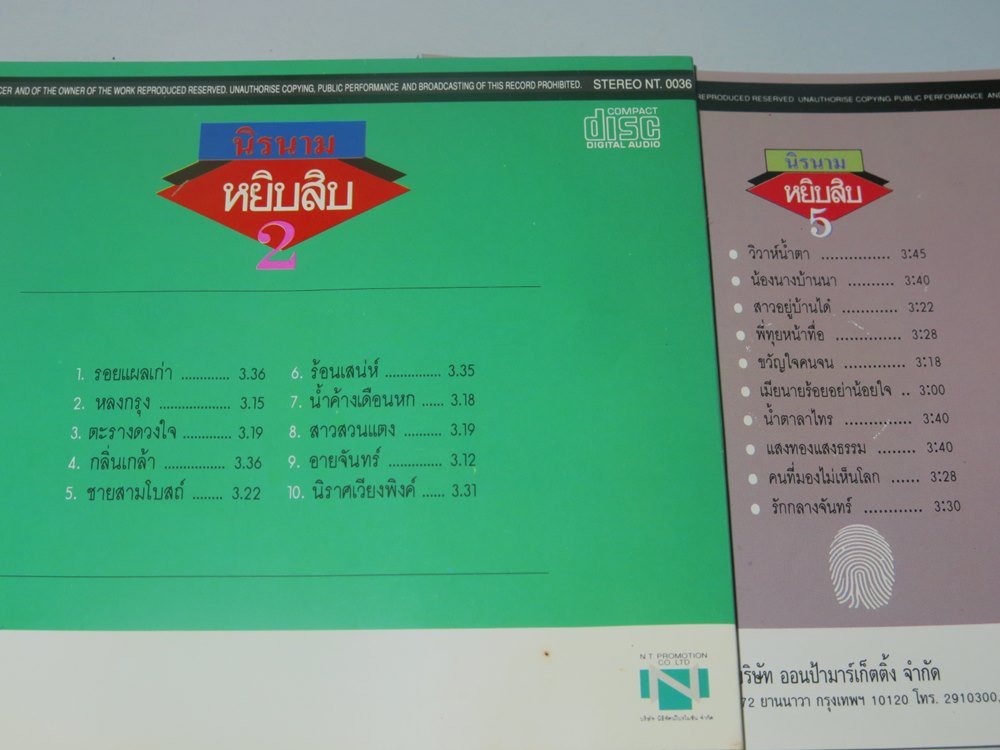 CER AND OF THE OWNER OF THE WORK REPRODUCED RESERVED. UNAUTHORISE COPYING, PUBLIC PERFORMANCE AND BROADCASTING OF THIS RECORD PROHIBITED. STEREO NT. 0036
COMPACT
disc
DIGITAL AUDIO
นิรนาม
หยิบสิบ
2
1. รอยแผลเก่า ............. 3.36
2. หลงกรุง ................... 3.15
3. ตะรางดวงใจ ............. 3.19
4. กลิ่นเกล้า .................. 3.36
5. ชายสามโบสถ์ ........ 3.22
6. ร้อนเสน่ห์ ............... 3.35
7. น้ำค้างเดือนหก ...... 3.18
8. สาวสวนแตง .......... 3.19
9. อายจันทร์ ............... 3.12
10. นิราศเวียงพิงค์ ...... 3.31
N.T PROMOTION
CO.,LTD
N
REPRODUCED RESERVED. UNAUTHORISE COPYING, PUBLIC PERFORMANCE AND
นิรนาม
หยิบสิบ
5
วิวาห์น้ำตา ............... 3:45
น้องนางบ้านนา .......... 3:40
สาวอยู่บ้านได๋ ............ 3:22
พี่ทุยหน้าทื่อ .............. 3:28
ขวัญใจคนจน ............. 3:18
เมียนายร้อยอย่าน้อยใจ .. 3:00
น้ำตาลาไทร .............. 3:40
แสงทองแสงธรรม ........ 3:40
คนที่มองไม่เห็นโลก ...... 3:28
รักกลางจันทร์ ............ 3:30
ริษัท ออนป้ามาร์เก็ตติ้ง จำกัด
72 ยานนาวา กรุงเทพฯ 10120 โทร. 2910300,